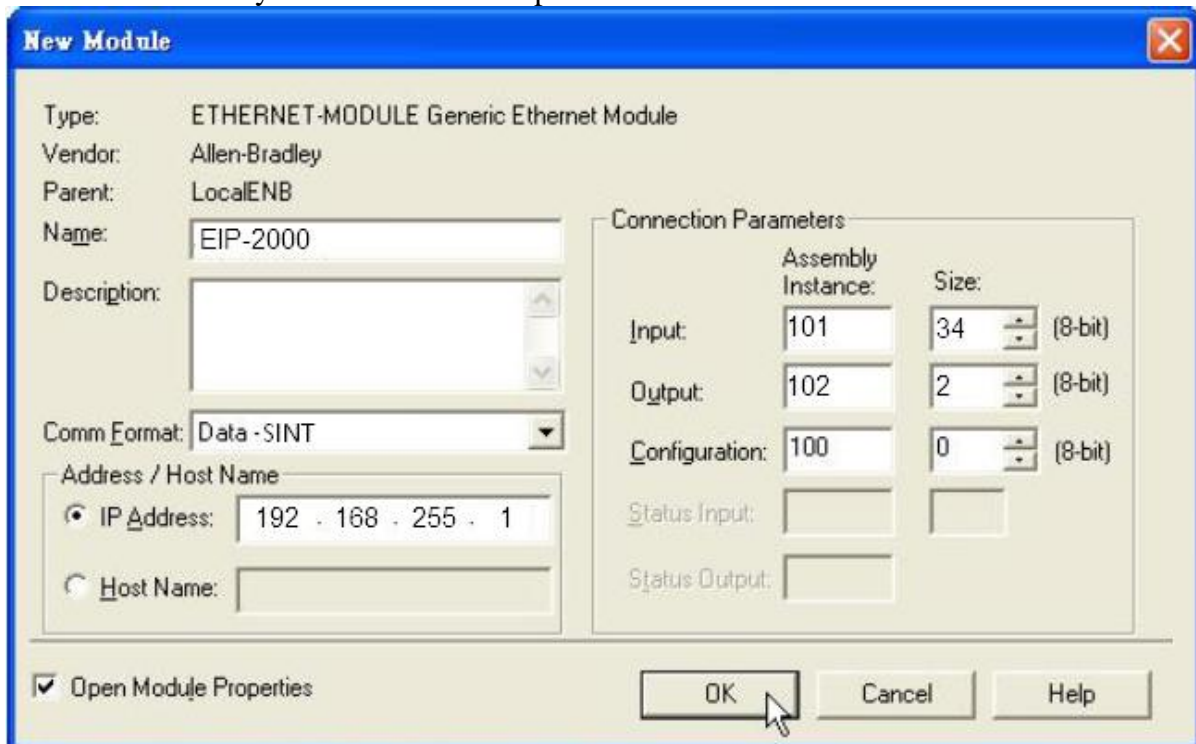 New Module
Type: ETHERNET-MODULE Generic Ethernet Module
Vendor: Allen-Bradley
Parent: LocalENB
Name: EIP-2000
Description:
Comm Format: Data -SINT
Address / Host Name
IP Address: 192 . 168 . 255 . 1
Host Name:
Connection Parameters
Assembly
Instance: Size:
Input: 101 34 (8-bit)
Output: 102 2 (8-bit)
Configuration: 100 0 (8-bit)
Status Input:
Status Output:
Open Module Properties
OK Cancel Help